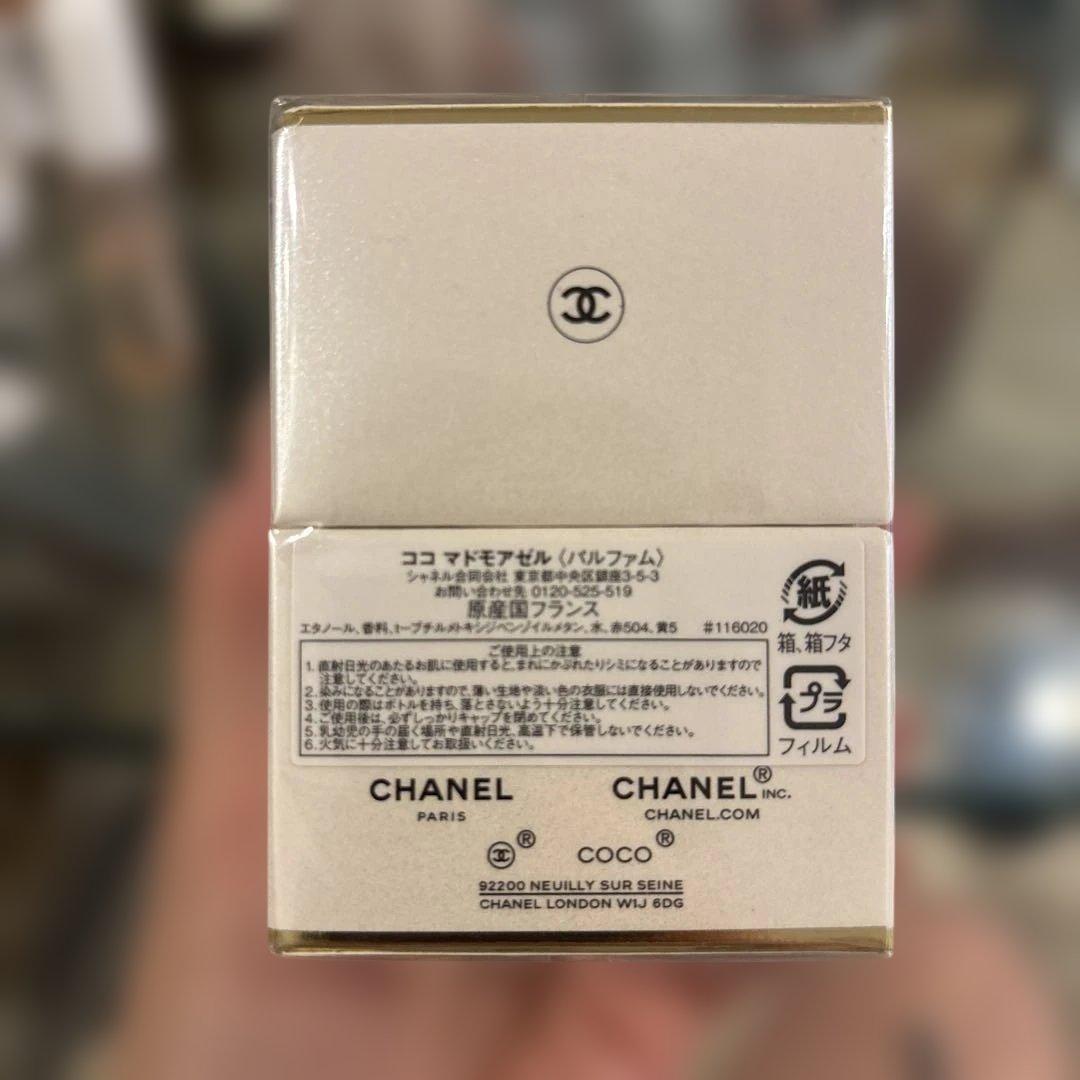 ココ マドモアゼル〈パルファム〉
シャネル合同会社 東京都中央区銀座3-5-3
お問い合わせ先 0120-525-519
原産国フランス
エタノール、香料、t-ブチルメトキシジベンゾイルメタン、水、赤504、黄5 #116020
ご使用上の注意
1. 直射日光のあたるお肌に使用すると、まれにかぶれたりシミになることがありますので
注意してください。
2. 染みになることがありますので、薄い生地や淡い色の衣服には直接使用しないでください。
3. 使用の際はボトルを持ち、落とさないよう十分注意してください。
4. ご使用後は、必ずしっかりキャップを閉めてください。
5. 乳幼児の手の届く場所や直射日光、高温下で保管しないでください。
6. 火気に十分注意してお取扱いください。
紙
箱、箱フタ
プラ
フィルム
CHANEL
PARIS
CHANEL® INC.
CHANEL.COM
®
COCO®
92200 NEUILLY SUR SEINE
CHANEL LONDON W1J 6DG